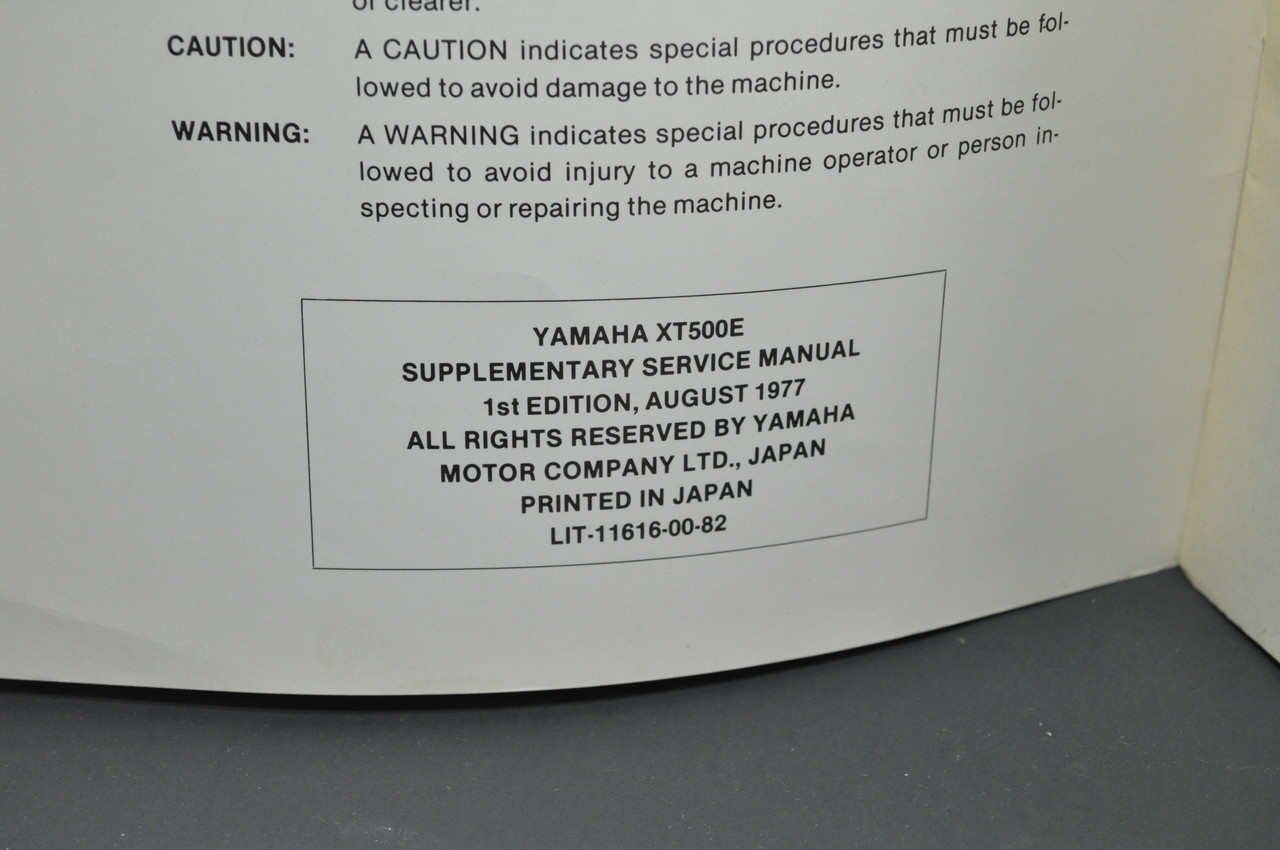 or clearer.
CAUTION: A CAUTION indicates special procedures that must be fol-
lowed to avoid damage to the machine.
WARNING: A WARNING indicates special procedures that must be fol-
lowed to avoid injury to a machine operator or person in-
specting or repairing the machine.
YAMAHA XT500E
SUPPLEMENTARY SERVICE MANUAL
1st EDITION, AUGUST 1977
ALL RIGHTS RESERVED BY YAMAHA
MOTOR COMPANY LTD., JAPAN
PRINTED IN JAPAN
LIT-11616-00-82